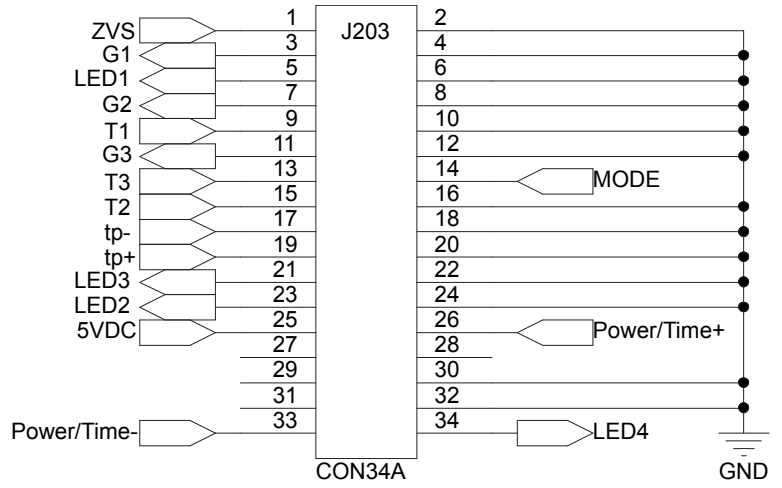 ZVS 1 J203 2
G1 3 4
LED1 5 6
G2 7 8
T1 9 10
G3 11 12
T3 13 14 MODE
T2 15 16
tp- 17 18
tp+ 19 20
LED3 21 22
LED2 23 24
5VDC 25 26 Power/Time+
27 28
29 30
31 32
Power/Time- 33 34 LED4
CON34A GND